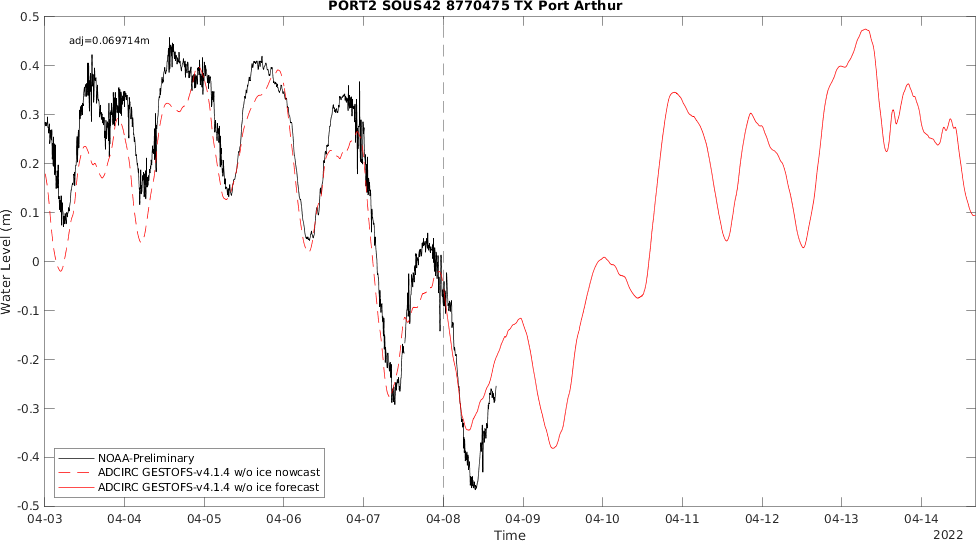 PORT2 SOUS42 8770475 TX Port Arthur
adj=0.069714m
0.5
0.4
0.3
0.2
0.1
0
-0.1
-0.2
-0.3
-0.4
-0.5
Water Level (m)
NOAA-Preliminary
ADCIRC GESTOFS-v4.1.4 w/o ice nowcast
ADCIRC GESTOFS-v4.1.4 w/o ice forecast
04-03 04-04 04-05 04-06 04-07 04-08 04-09 04-10 04-11 04-12 04-13 04-14
Time
2022